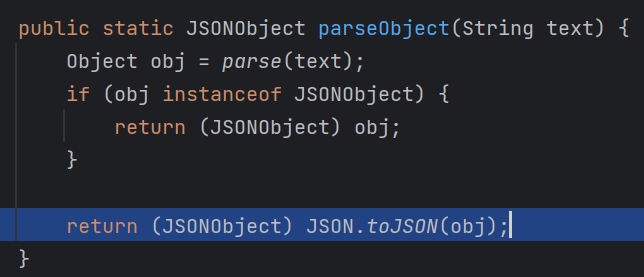 public static JSONObject parseObject(String text) {
    Object obj = parse(text);
    if (obj instanceof JSONObject) {
        return (JSONObject) obj;
    }

    return (JSONObject) JSON.toJSON(obj);
}